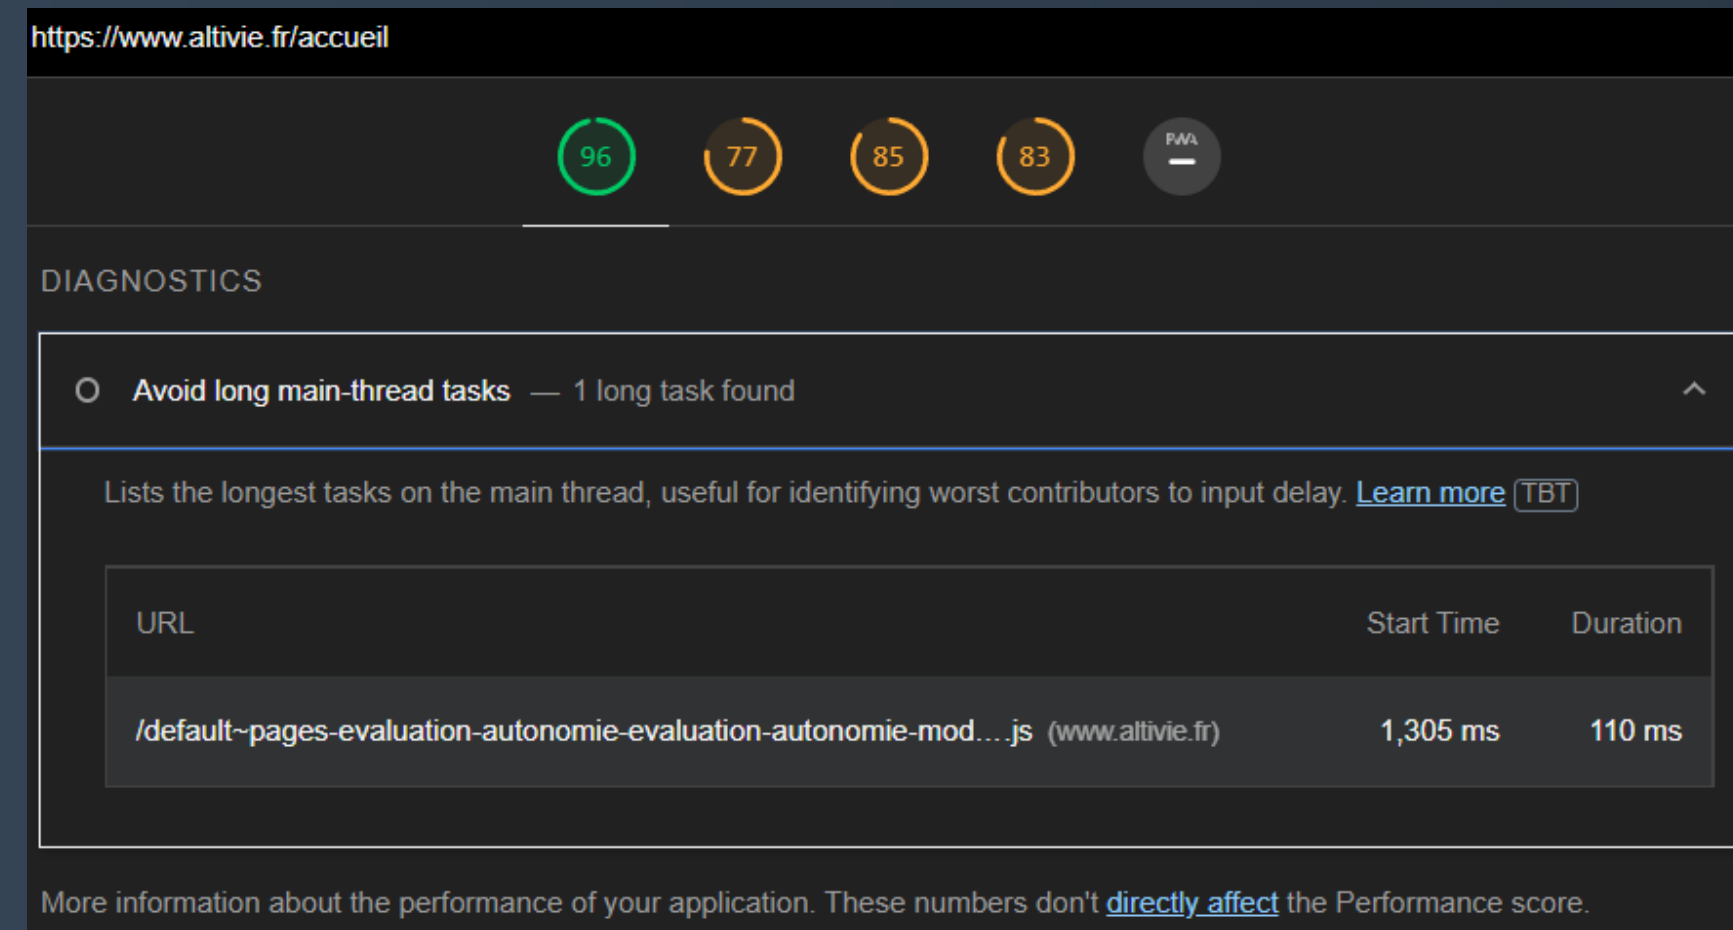 https://www.altivie.fr/accueil
96 77 85 83 PWA
DIAGNOSTICS
Avoid long main-thread tasks — 1 long task found
Lists the longest tasks on the main thread, useful for identifying worst contributors to input delay. Learn more TBT
URL Start Time Duration
/default~pages-evaluation-autonomie-evaluation-autonomie-mod….js (www.altivie.fr) 1,305 ms 110 ms
More information about the performance of your application. These numbers don't directly affect the Performance score.